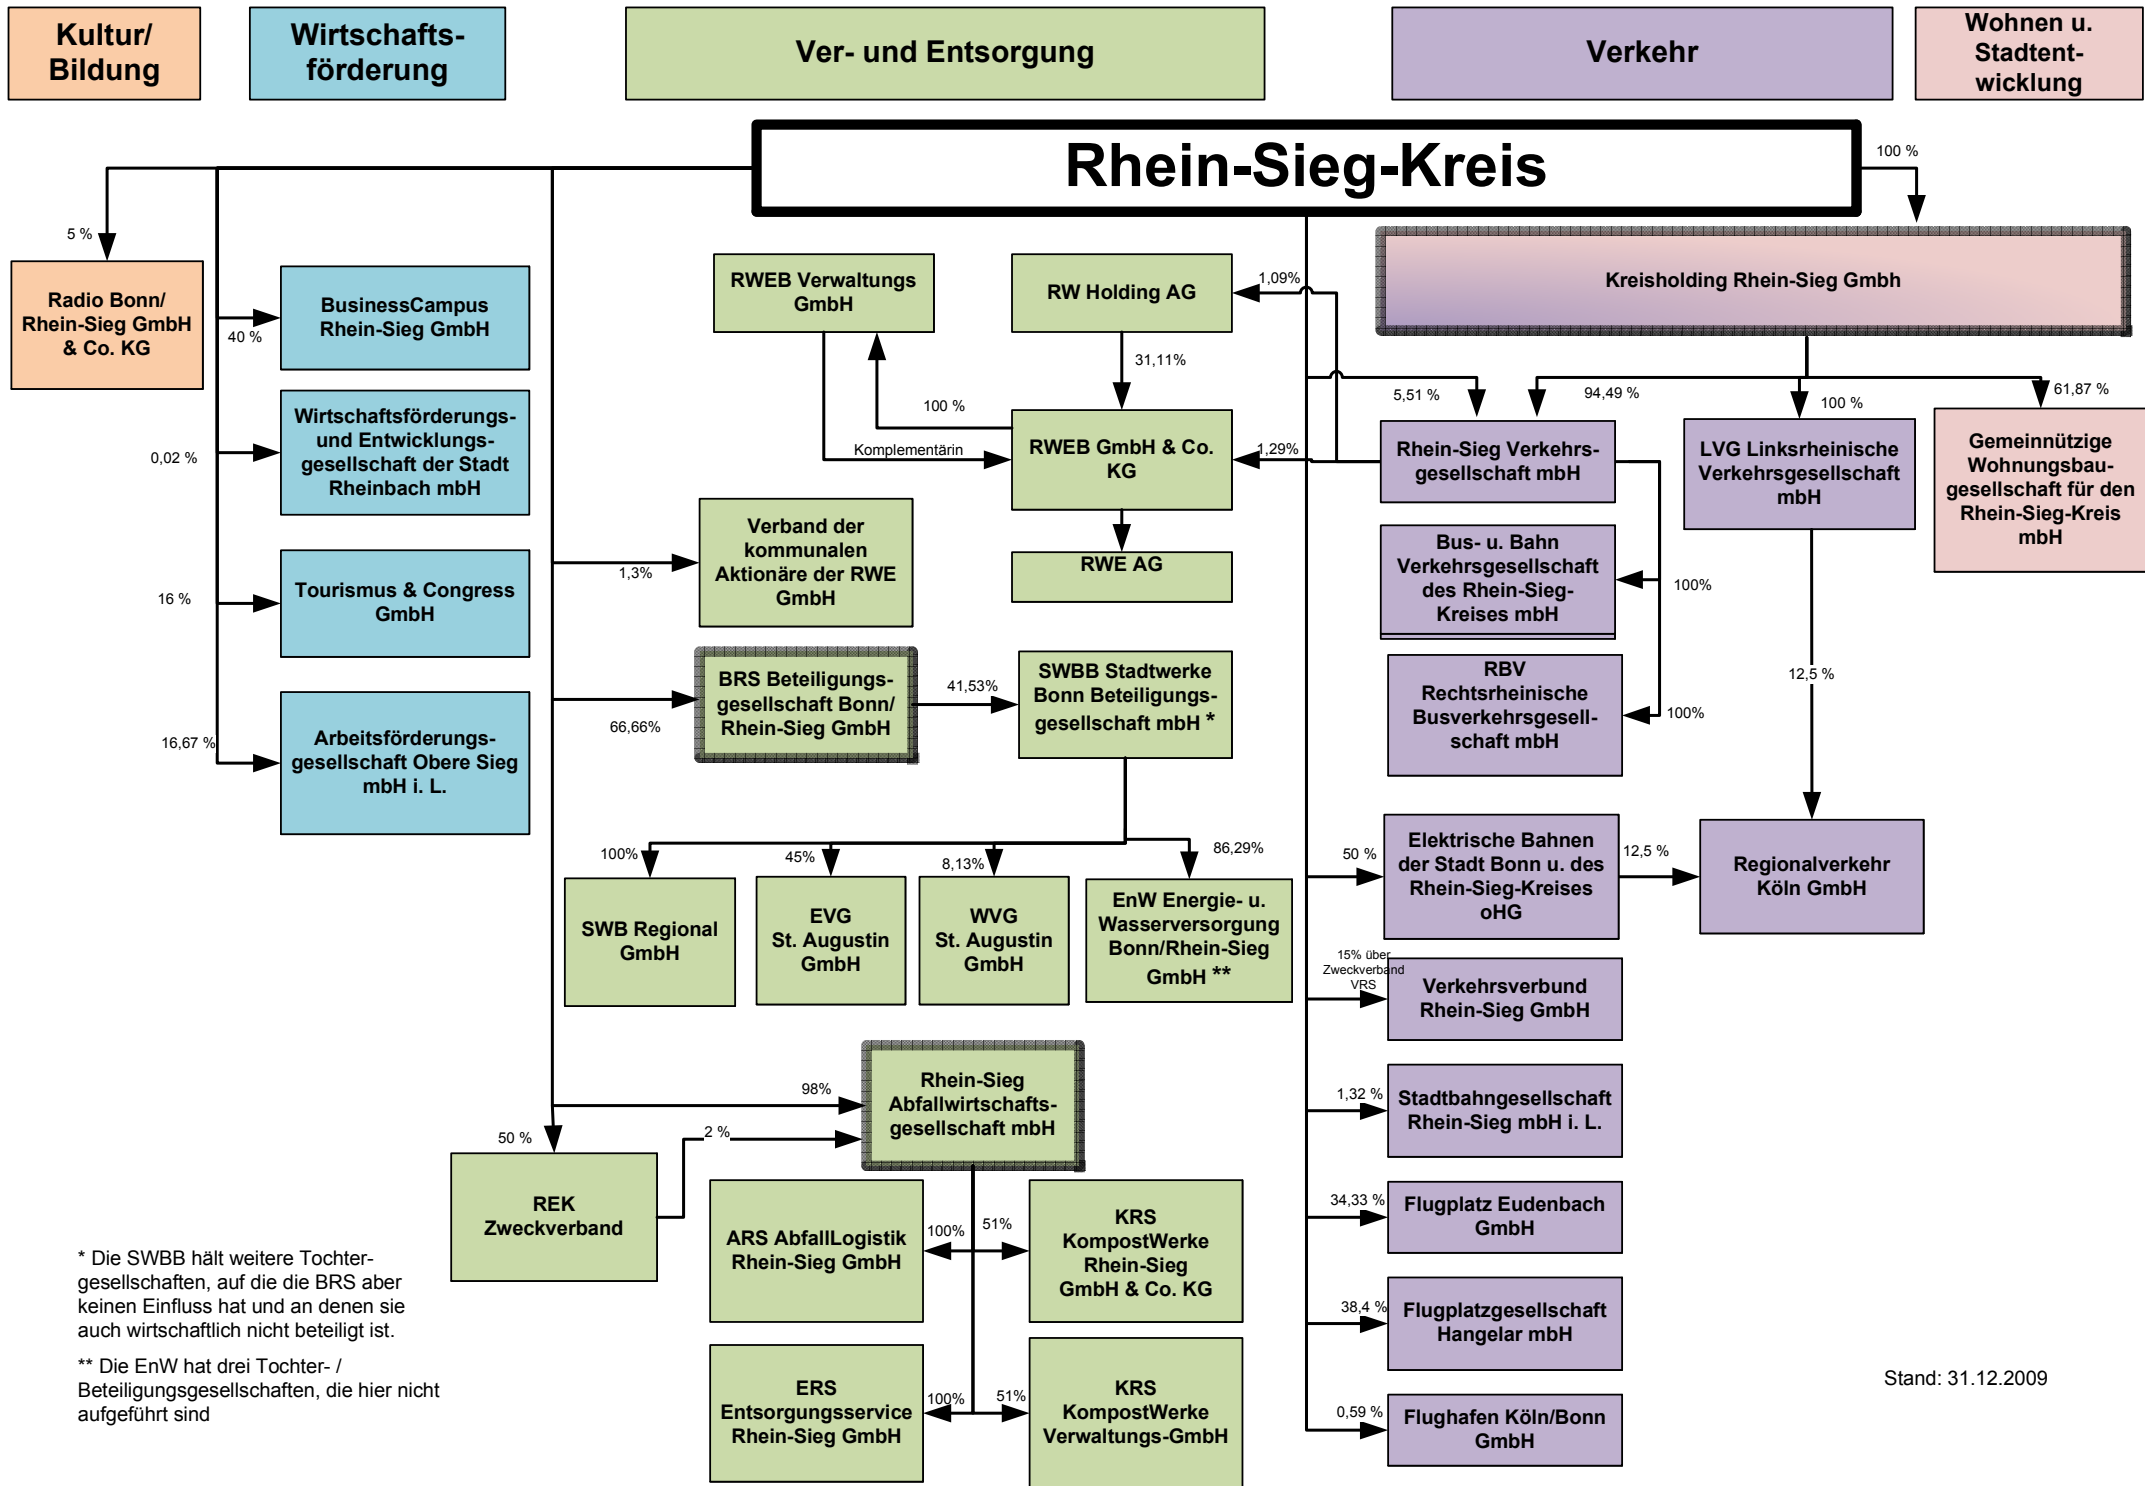 Kultur/
Bildung
Wirtschafts-
förderung
Ver- und Entsorgung
Verkehr
Wohnen u.
Stadtent-
wicklung
Rhein-Sieg-Kreis
100 %
5 %
Radio Bonn/
Rhein-Sieg GmbH
& Co. KG
40 %
BusinessCampus
Rhein-Sieg GmbH
0,02 %
Wirtschaftsförderungs-
und Entwicklungs-
gesellschaft der Stadt
Rheinbach mbH
16 %
Tourismus & Congress
GmbH
16,67 %
Arbeitsförderungs-
gesellschaft Obere Sieg
mbH i. L.
RWEB Verwaltungs
GmbH
RW Holding AG
1,09%
31,11%
100 %
Komplementärin
RWEB GmbH & Co.
KG
1,29%
RWE AG
1,3%
Verband der
kommunalen
Aktionäre der RWE
GmbH
66,66%
BRS Beteiligungs-
gesellschaft Bonn/
Rhein-Sieg GmbH
41,53%
SWBB Stadtwerke
Bonn Beteiligungs-
gesellschaft mbH *
100%
45%
8,13%
86,29%
SWB Regional
GmbH
EVG
St. Augustin
GmbH
WVG
St. Augustin
GmbH
EnW Energie- u.
Wasserversorgung
Bonn/Rhein-Sieg
GmbH **
98%
Rhein-Sieg
Abfallwirtschafts-
gesellschaft mbH
50 %
2 %
REK
Zweckverband
ARS AbfallLogistik
Rhein-Sieg GmbH
100%
51%
KRS
KompostWerke
Rhein-Sieg
GmbH & Co. KG
ERS
Entsorgungsservice
Rhein-Sieg GmbH
100%
51%
KRS
KompostWerke
Verwaltungs-GmbH
Kreisholding Rhein-Sieg Gmbh
5,51 %
94,49 %
100 %
61,87 %
Rhein-Sieg Verkehrs-
gesellschaft mbH
LVG Linksrheinische
Verkehrsgesellschaft
mbH
Gemeinnützige
Wohnungsbau-
gesellschaft für den
Rhein-Sieg-Kreis
mbH
Bus- u. Bahn
Verkehrsgesellschaft
des Rhein-Sieg-
Kreises mbH
100%
RBV
Rechtsrheinische
Busverkehrsgesell-
schaft mbH
100%
12,5 %
50 %
Elektrische Bahnen
der Stadt Bonn u. des
Rhein-Sieg-Kreises
oHG
12,5 %
Regionalverkehr
Köln GmbH
15% über
Zweckverband
VRS
Verkehrsverbund
Rhein-Sieg GmbH
1,32 %
Stadtbahngesellschaft
Rhein-Sieg mbH i. L.
34,33 %
Flugplatz Eudenbach
GmbH
38,4 %
Flugplatzgesellschaft
Hangelar mbH
0,59 %
Flughafen Köln/Bonn
GmbH
* Die SWBB hält weitere Tochter-
gesellschaften, auf die die BRS aber
keinen Einfluss hat und an denen sie
auch wirtschaftlich nicht beteiligt ist.
** Die EnW hat drei Tochter- /
Beteiligungsgesellschaften, die hier nicht
aufgeführt sind
Stand: 31.12.2009